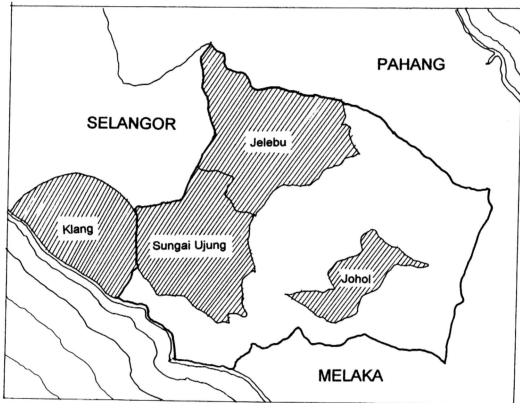 PAHANG
SELANGOR
Jelebu
Klang
Sungai Ujung
Johol
MELAKA